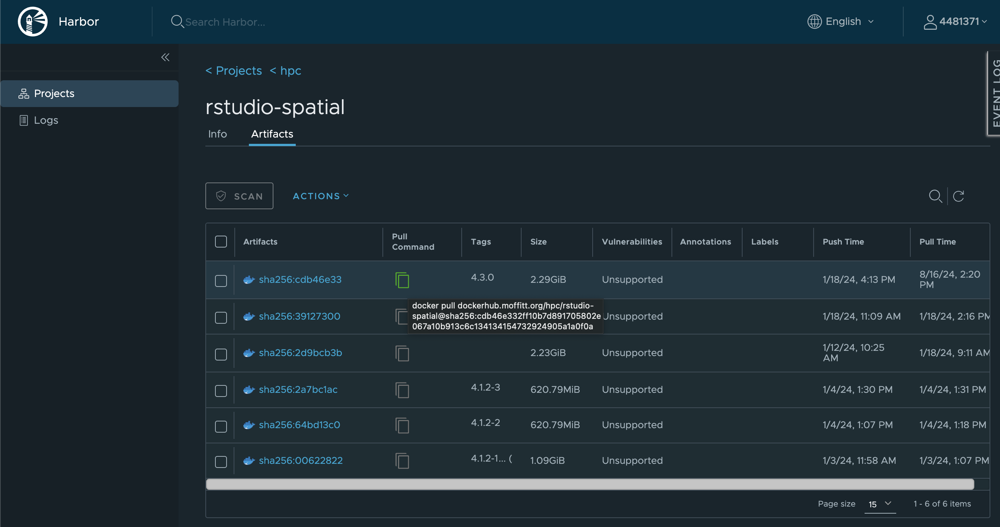 Harbor
Search Harbor...
English
4481371
EVENT LOG
Projects
Logs
< Projects < hpc
rstudio-spatial
Info Artifacts
SCAN ACTIONS
Artifacts Pull Command Tags Size Vulnerabilities Annotations Labels Push Time Pull Time
sha256:cdb46e33 4.3.0 2.29GiB Unsupported 1/18/24, 4:13 PM 8/16/24, 2:20 PM
docker pull dockerhub.moffitt.org/hpc/rstudio-
spatial@sha256:cdb46e332ff10b7d891705802e
067a10b913c6c134134154732924905a1a0f0a
sha256:39127300 Unsupported 1/18/24, 11:09 AM 1/18/24, 2:16 PM
sha256:2d9bcb3b 2.23GiB Unsupported 1/12/24, 10:25 AM 1/18/24, 9:11 AM
sha256:2a7bc1ac 4.1.2-3 620.79MiB Unsupported 1/4/24, 1:30 PM 1/4/24, 1:31 PM
sha256:64bd13c0 4.1.2-2 620.79MiB Unsupported 1/4/24, 1:07 PM 1/4/24, 1:18 PM
sha256:00622822 4.1.2-1... ( 1.09GiB Unsupported 1/3/24, 11:58 AM 1/3/24, 1:07 PM
Page size 15 1 - 6 of 6 items